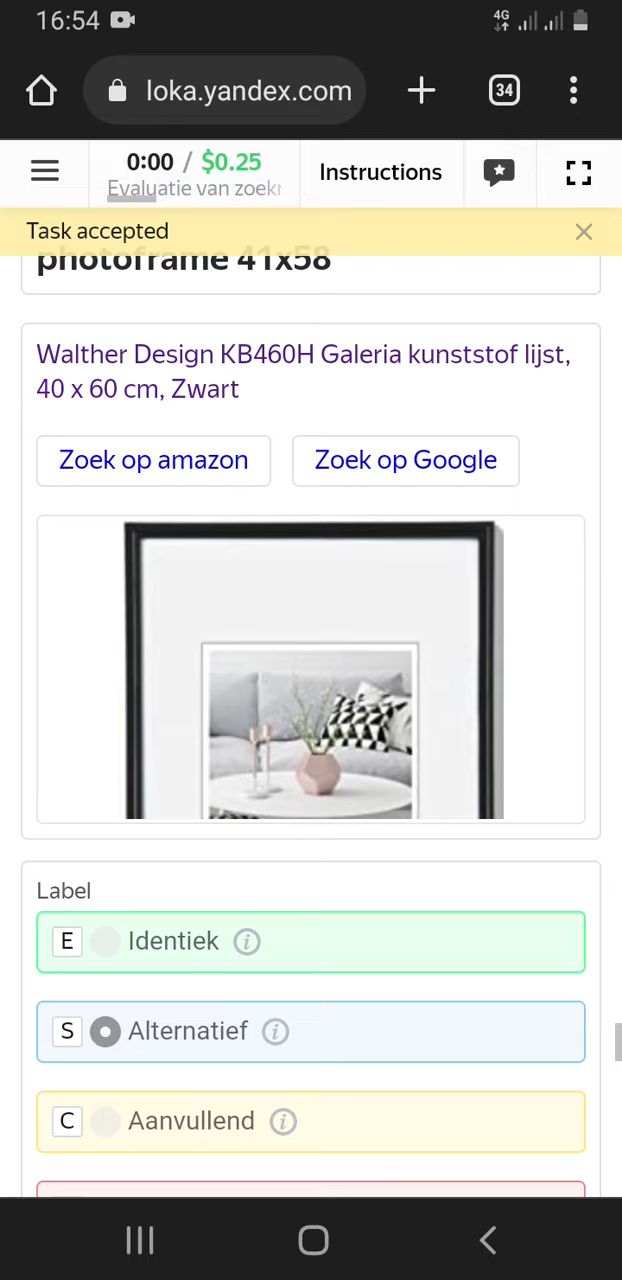 16:54
4G
loka.yandex.com
34
0:00 / $0.25
Evaluatie van zoek
Instructions
Task accepted
photoframe 41x58
Walther Design KB460H Galeria kunststof lijst,
40 x 60 cm, Zwart
Zoek op amazon
Zoek op Google
Label
E Identiek i
S Alternatief i
C Aanvullend i